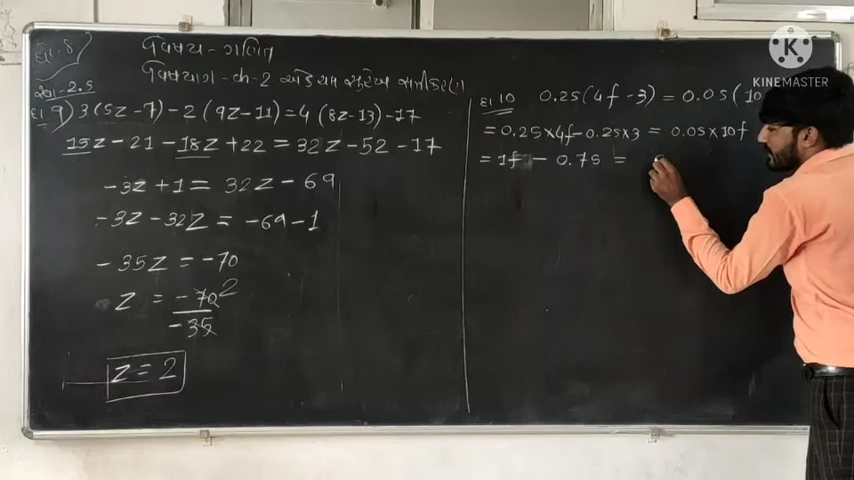 ધો.8
વિષય - ગણિત
વિષયાંગ - ch-2 એક ચલ સુરેખ સમીકરણ
સ્વા - 2.5
દા 9) 3(5z-7) - 2(9z-11) = 4(8z-13) - 17
15z - 21 - 18z + 22 = 32z - 52 - 17
-3z + 1 = 32z - 69
-3z - 32z = -69 - 1
-35z = -70
z = -70 2
-35
z = 2
દા 10 0.25(4f - 3) = 0.05(10
= 0.25×4f - 0.25×3 = 0.05×10f
= 1f - 0.75 =
KINEMASTER